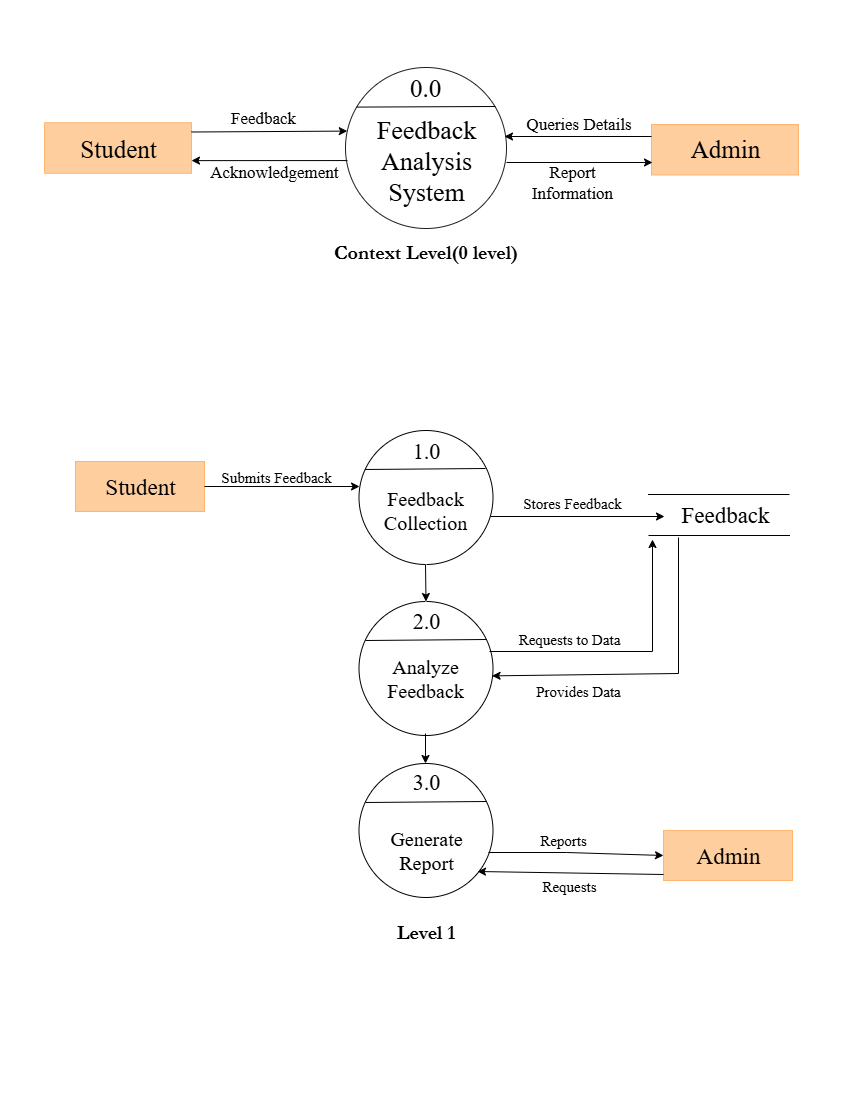 0.0
Feedback
Analysis
System
Student
Feedback
Acknowledgement
Queries Details
Report
Information
Admin
Context Level(0 level)
1.0
Feedback
Collection
Student
Submits Feedback
Stores Feedback
Feedback
2.0
Analyze
Feedback
Requests to Data
Provides Data
3.0
Generate
Report
Reports
Requests
Admin
Level 1